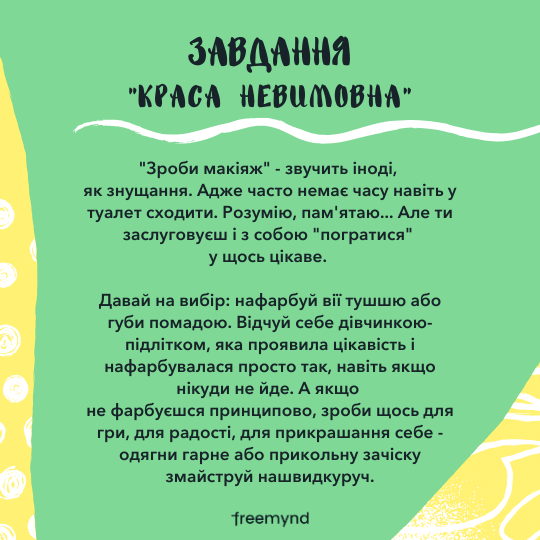 ЗАВДАННЯ
"КРАСА НЕВИМОВНА"
"Зроби макіяж" - звучить іноді,
як знущання. Адже часто немає часу навіть у
туалет сходити. Розумію, пам'ятаю... Але ти
заслуговуєш і з собою "погратися"
у щось цікаве.
Давай на вибір: нафарбуй вії тушшю або
губи помадою. Відчуй себе дівчинкою-
підлітком, яка проявила цікавість і
нафарбувалася просто так, навіть якщо
нікуди не йде. А якщо
не фарбуєшся принципово, зроби щось для
гри, для радості, для прикрашання себе -
одягни гарне або прикольну зачіску
змайструй нашвидкуруч.
freemynd